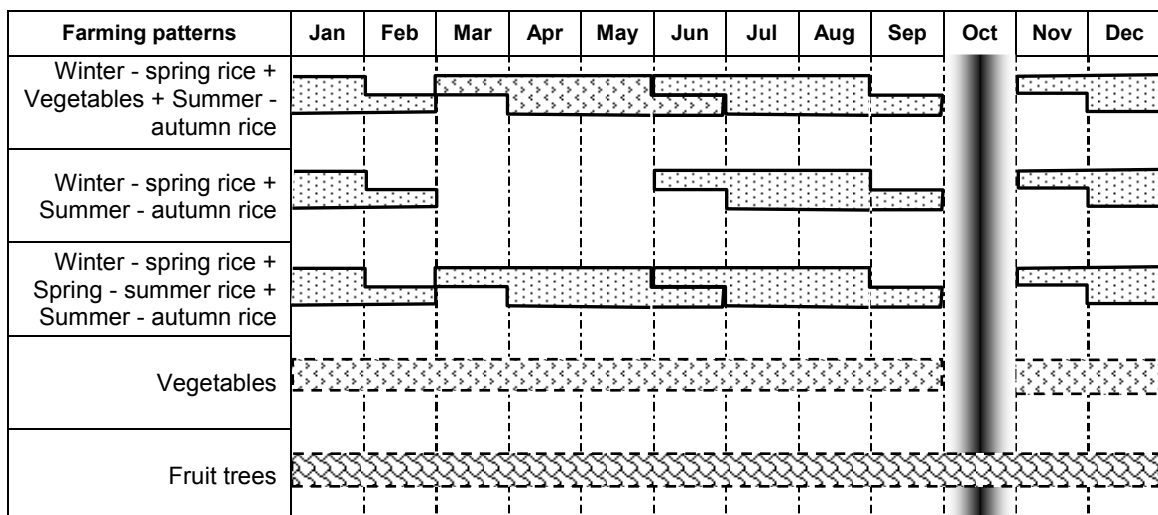 Farming patterns Jan Feb Mar Apr May Jun Jul Aug Sep Oct Nov Dec
Winter - spring rice +
Vegetables + Summer -
autumn rice
Winter - spring rice +
Summer - autumn rice
Winter - spring rice +
Spring - summer rice +
Summer - autumn rice
Vegetables
Fruit trees